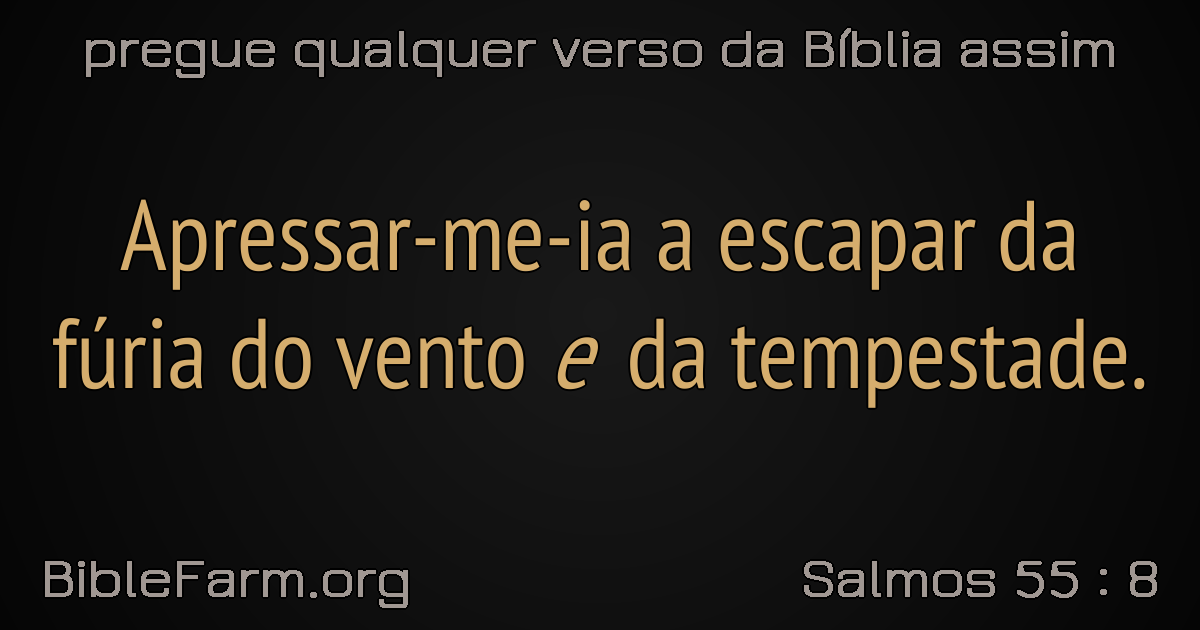 pregue qualquer verso da Bíblia assim
Apressar-me-ia a escapar da
fúria do vento e da tempestade.
BibleFarm.org
Salmos 55 : 8